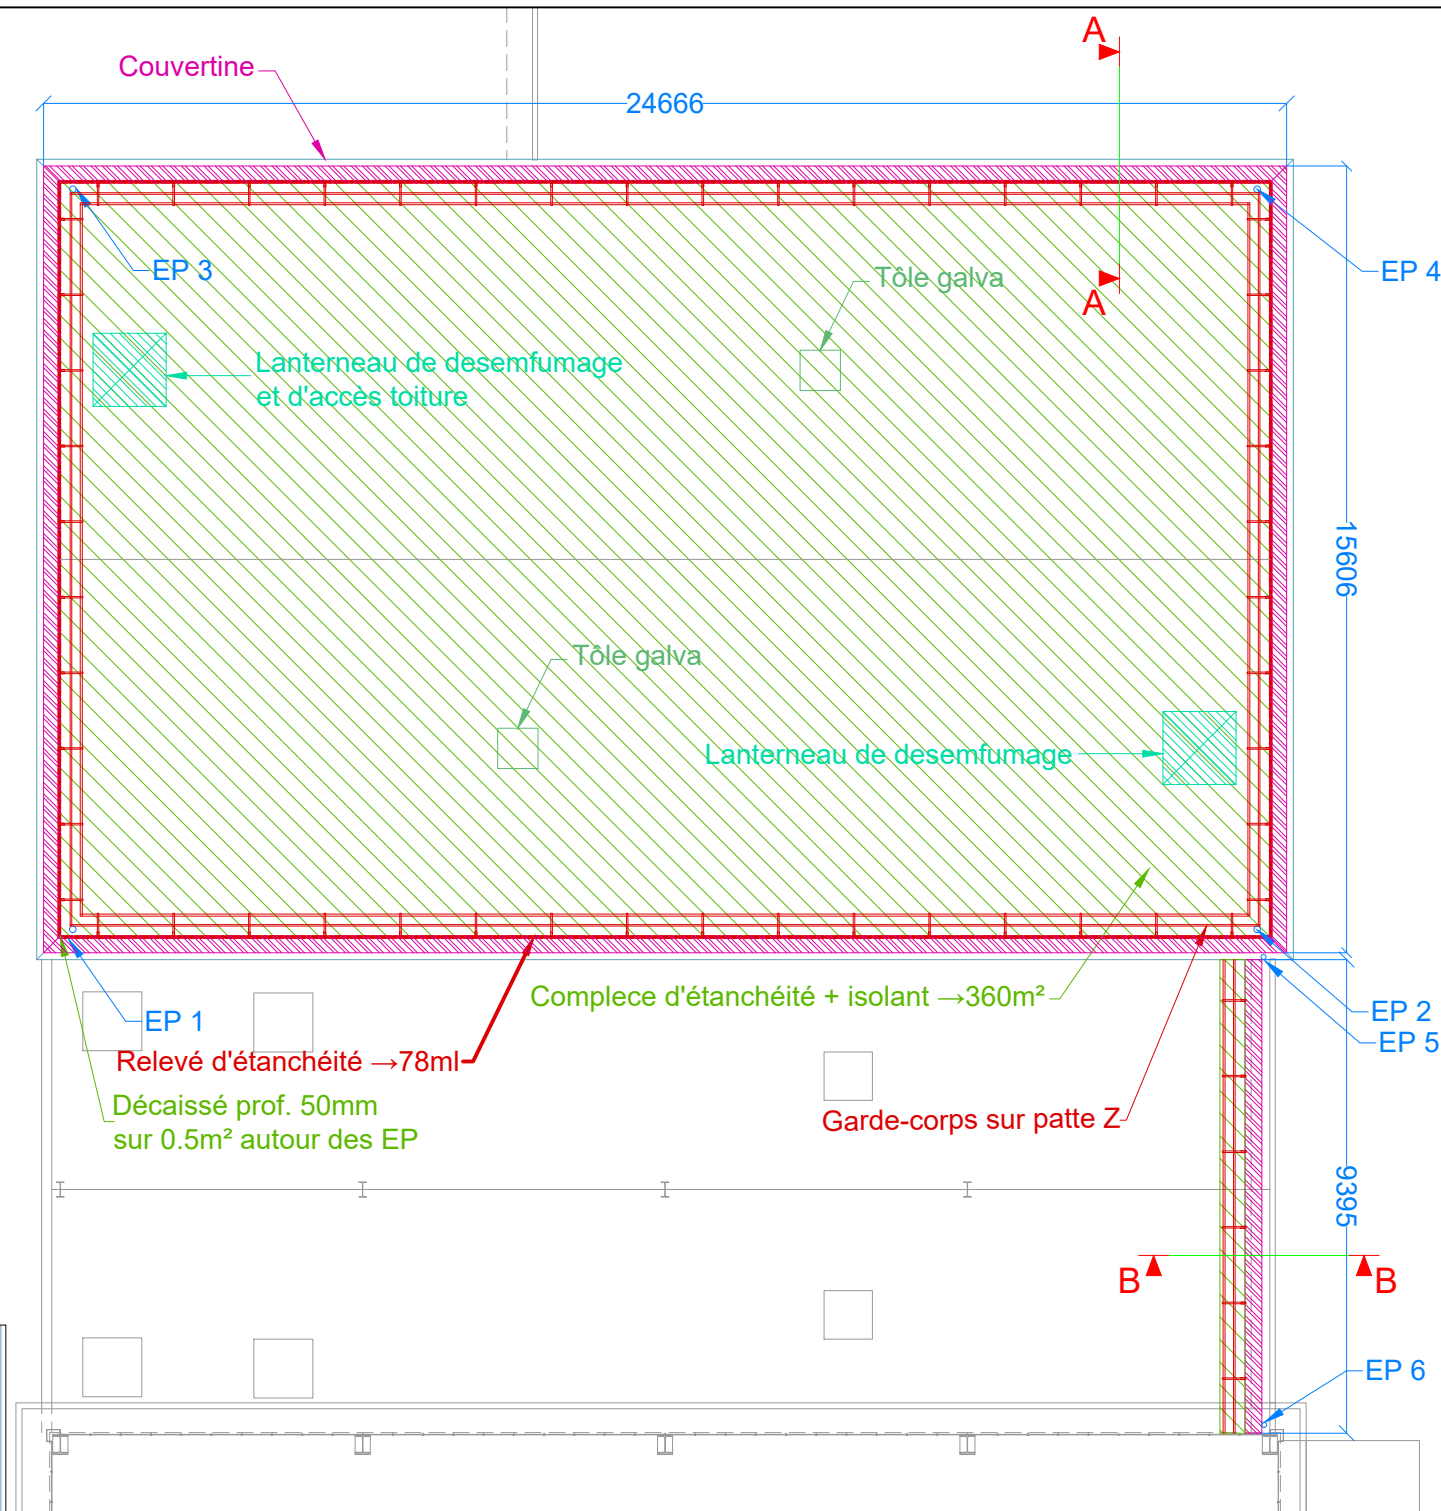 A
Couvertine
24666
EP 3
EP 4
Tôle galva
A
Lanterneau de desemfumage
et d'accès toiture
15606
Tôle galva
Lanterneau de desemfumage
Complece d'étanchéité + isolant →360m²
EP 1
EP 2
EP 5
Relevé d'étanchéité →78ml
Décaissé prof. 50mm
sur 0.5m² autour des EP
Garde-corps sur patte Z
9395
B
B
EP 6